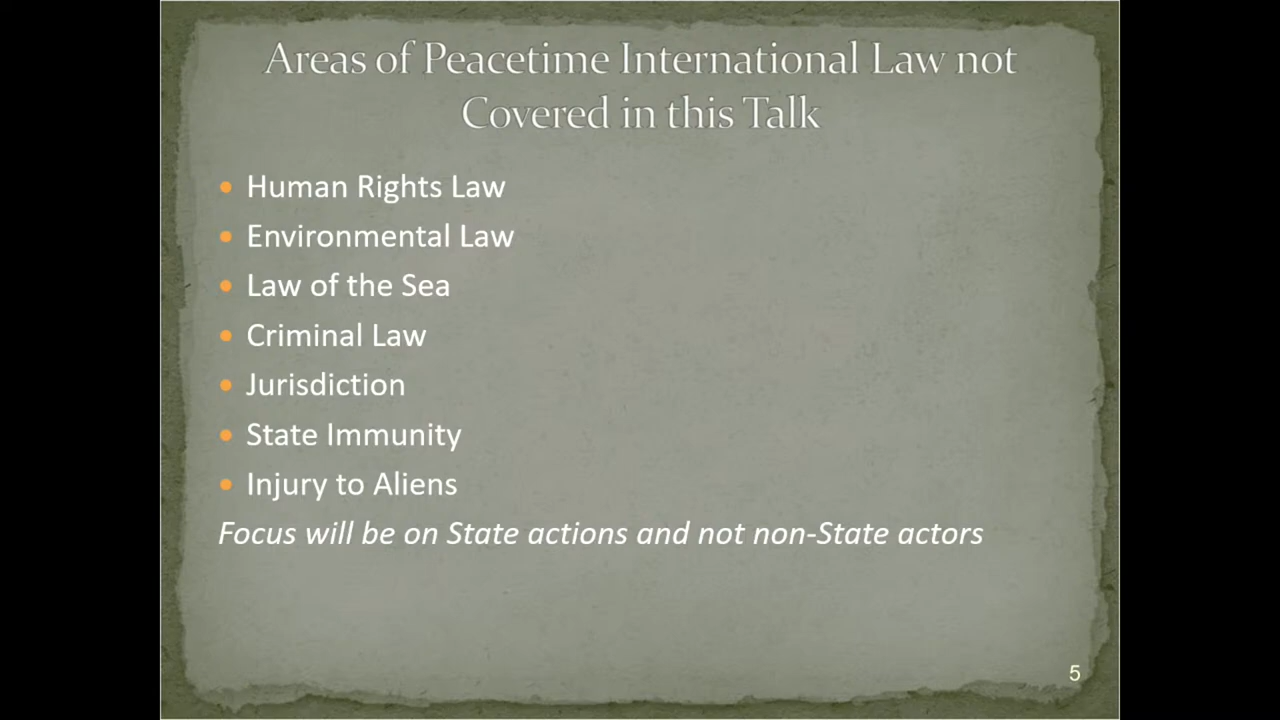 Areas of Peacetime International Law not
Covered in this Talk
• Human Rights Law
• Environmental Law
• Law of the Sea
• Criminal Law
• Jurisdiction
• State Immunity
• Injury to Aliens
Focus will be on State actions and not non-State actors
5